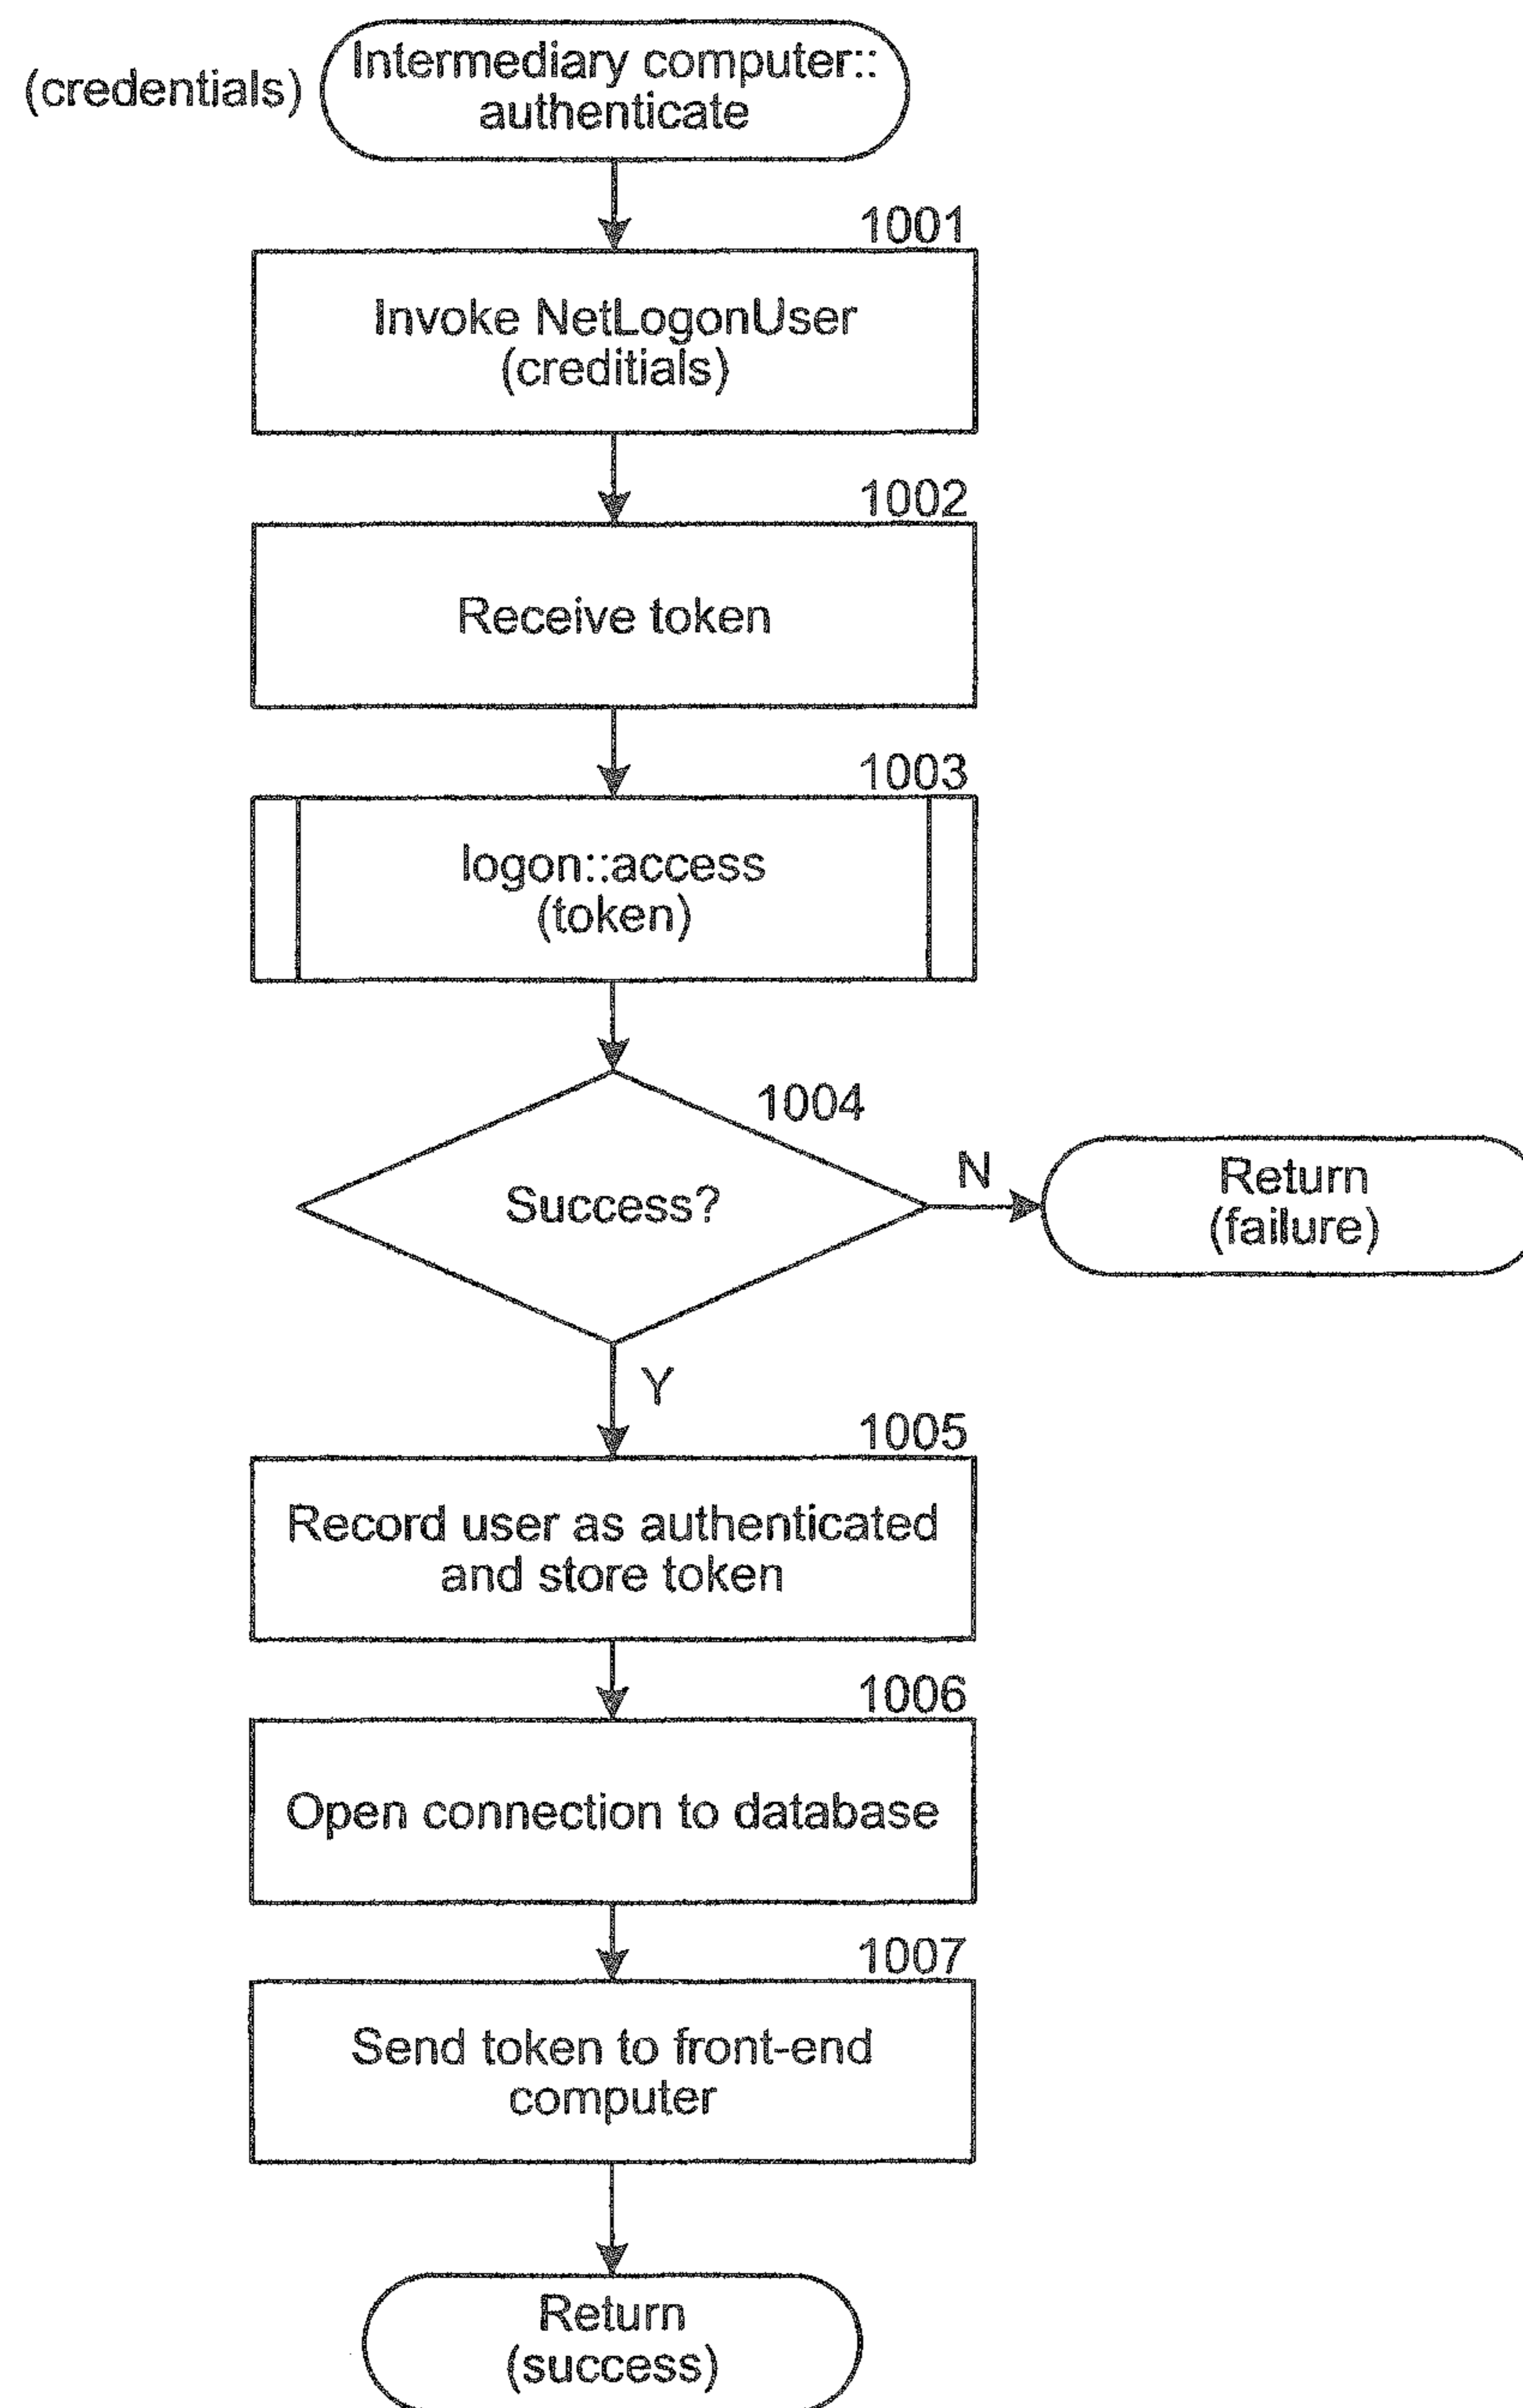 (credentials)
Intermediary computer::
authenticate
1001
Invoke NetLogonUser
(creditials)
1002
Receive token
1003
logon::access
(token)
1004
Success?
N
Return
(failure)
Y
1005
Record user as authenticated
and store token
1006
Open connection to database
1007
Send token to front-end
computer
Return
(success)